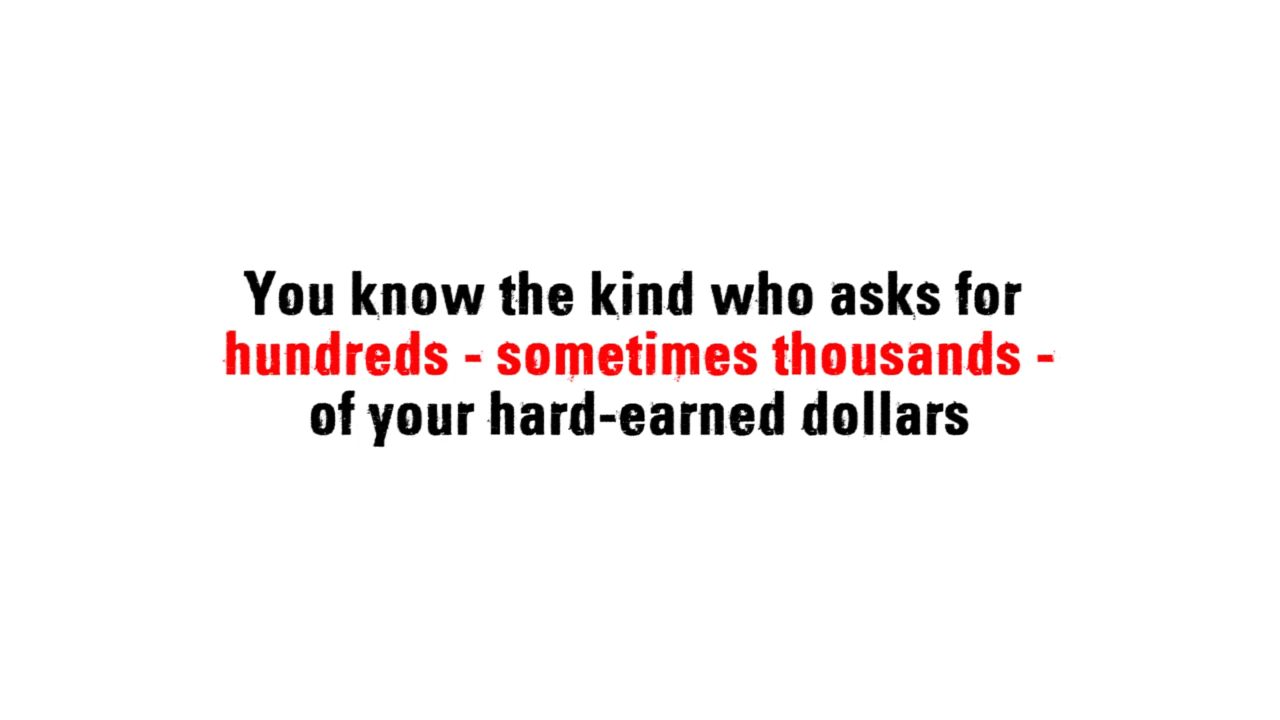 You know the kind who asks for
hundreds - sometimes thousands -
of your hard-earned dollars